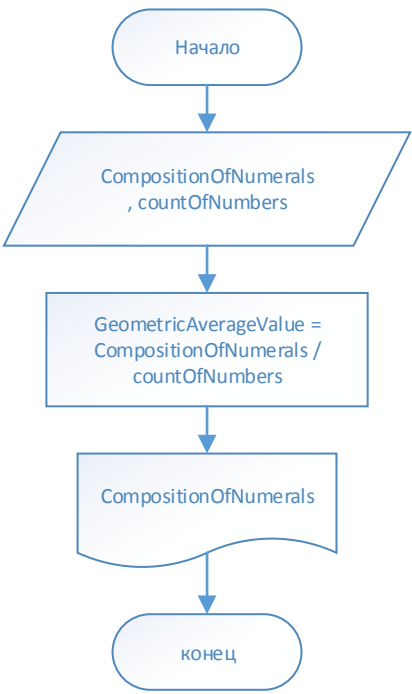 Начало
CompositionOfNumerals
, countOfNumbers
GeometricAverageValue =
CompositionOfNumerals /
countOfNumbers
CompositionOfNumerals
конец